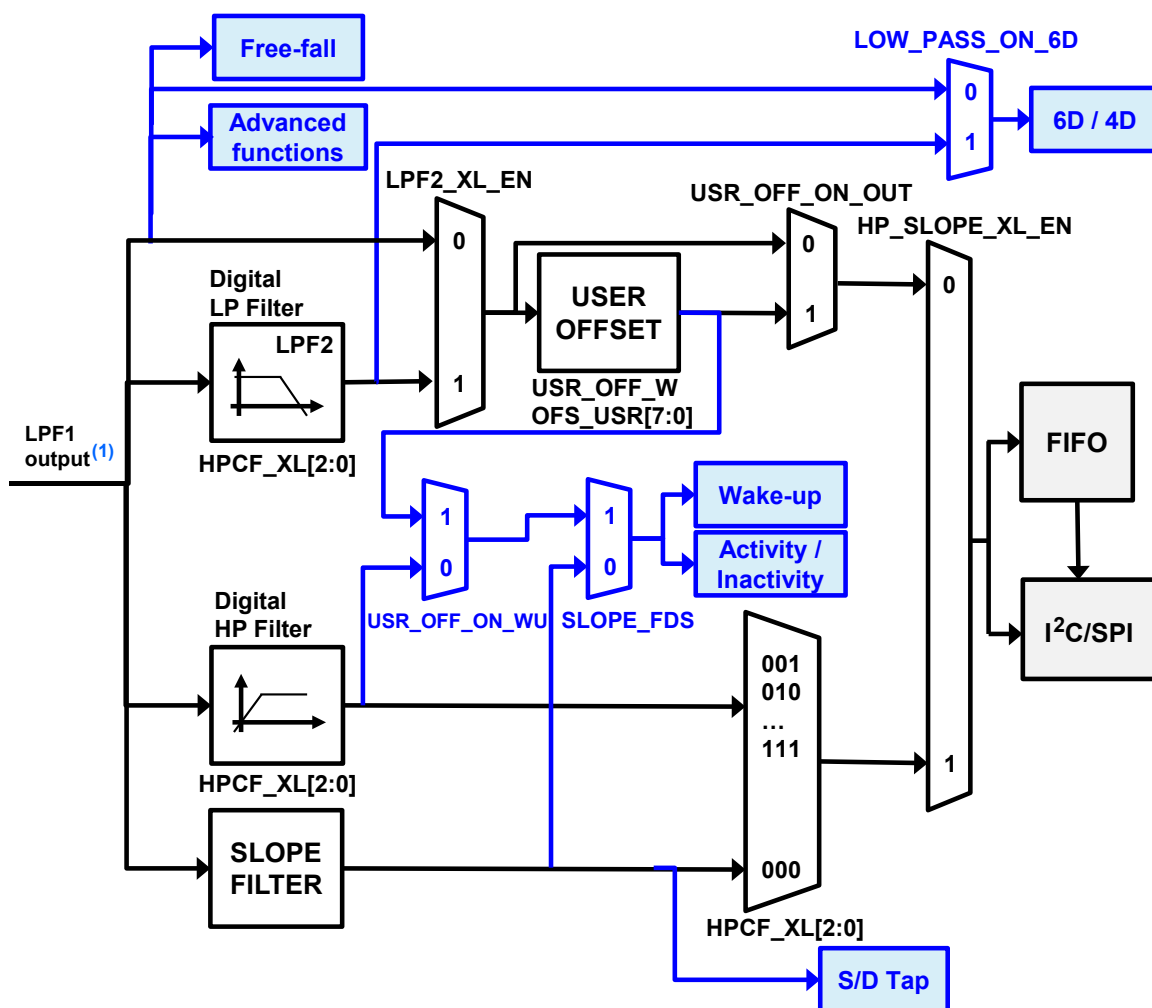 Free-fall
LOW_PASS_ON_6D
0
1
6D / 4D
Advanced
functions
LPF2_XL_EN
0
1
USR_OFF_ON_OUT
0
1
HP_SLOPE_XL_EN
0
1
Digital
LP Filter
LPF2
HPCF_XL[2:0]
USER
OFFSET
USR_OFF_W
OFS_USR[7:0]
LPF1
output(1)
FIFO
I²C/SPI
1
0
USR_OFF_ON_WU
1
0
SLOPE_FDS
Wake-up
Activity /
Inactivity
Digital
HP Filter
HPCF_XL[2:0]
001
010
...
111
000
HPCF_XL[2:0]
SLOPE
FILTER
S/D Tap